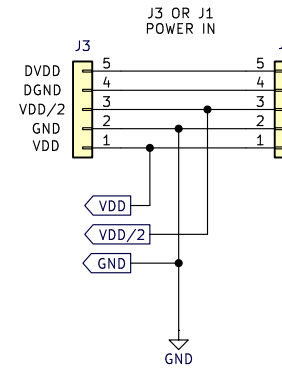 J3 OR J1
POWER IN
J3
DVDD 5 5
DGND 4 4
VDD/2 3 3
GND 2 2
VDD 1 1
VDD
VDD/2
GND
GND